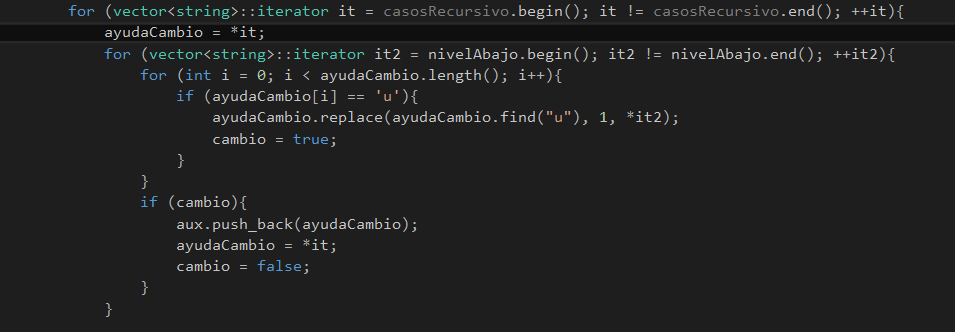 for (vector<string>::iterator it = casosRecursivo.begin(); it != casosRecursivo.end(); ++it){
ayudaCambio = *it;
for (vector<string>::iterator it2 = nivelAbajo.begin(); it2 != nivelAbajo.end(); ++it2){
for (int i = 0; i < ayudaCambio.length(); i++){
if (ayudaCambio[i] == 'u'){
ayudaCambio.replace(ayudaCambio.find("u"), 1, *it2);
cambio = true;
}
}
if (cambio){
aux.push_back(ayudaCambio);
ayudaCambio = *it;
cambio = false;
}
}